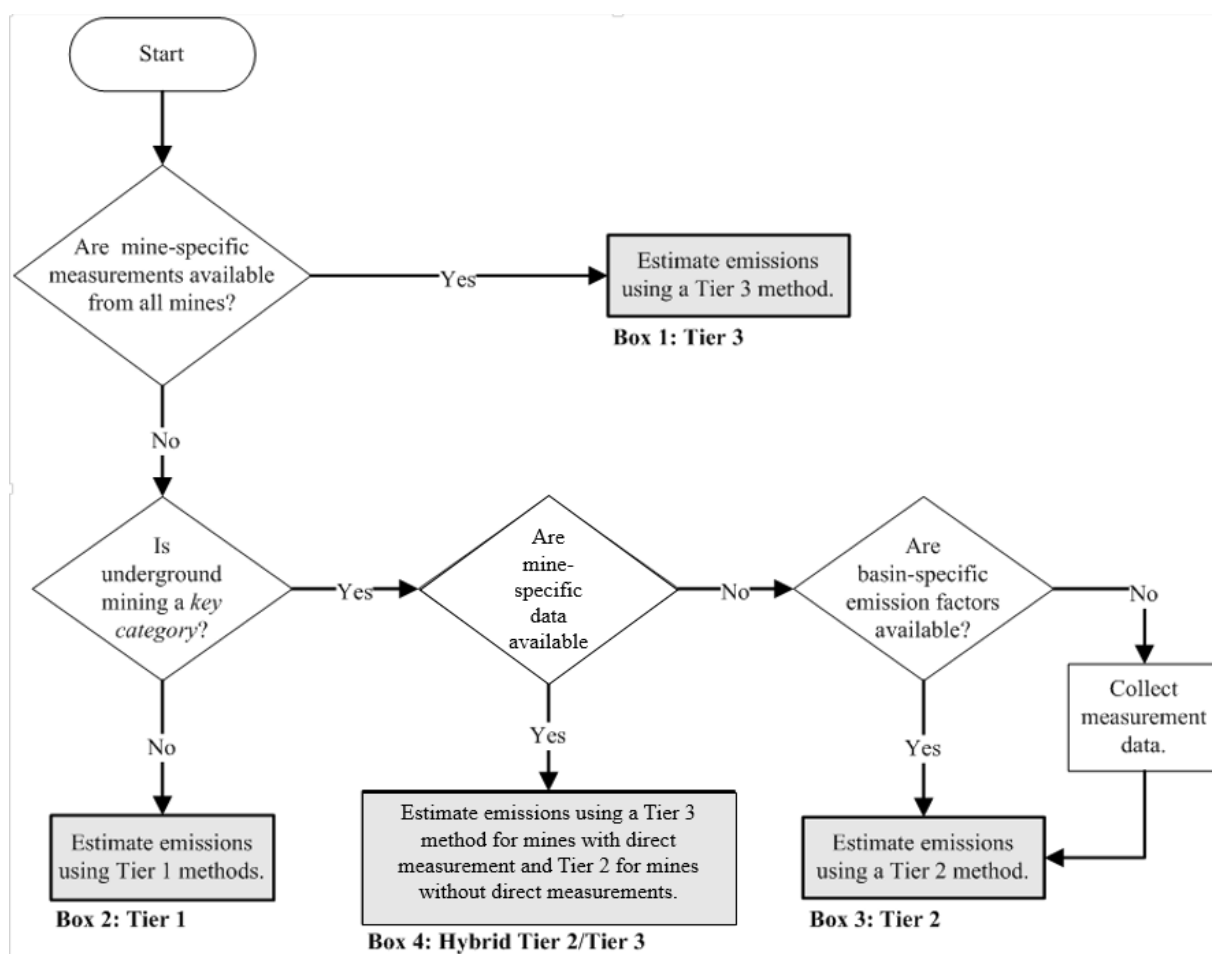 Start
Are mine-specific
measurements available
from all mines?
Yes
Estimate emissions
using a Tier 3 method.
Box 1: Tier 3
No
Is
underground
mining a key
category?
Yes
Are
mine-
specific
data
available
No
Are
basin-specific
emission factors
available?
No
Collect
measurement
data.
No
Yes
Yes
Estimate emissions
using Tier 1 methods.
Box 2: Tier 1
Estimate emissions using a Tier 3
method for mines with direct
measurement and Tier 2 for mines
without direct measurements.
Box 4: Hybrid Tier 2/Tier 3
Estimate emissions
using a Tier 2 method.
Box 3: Tier 2